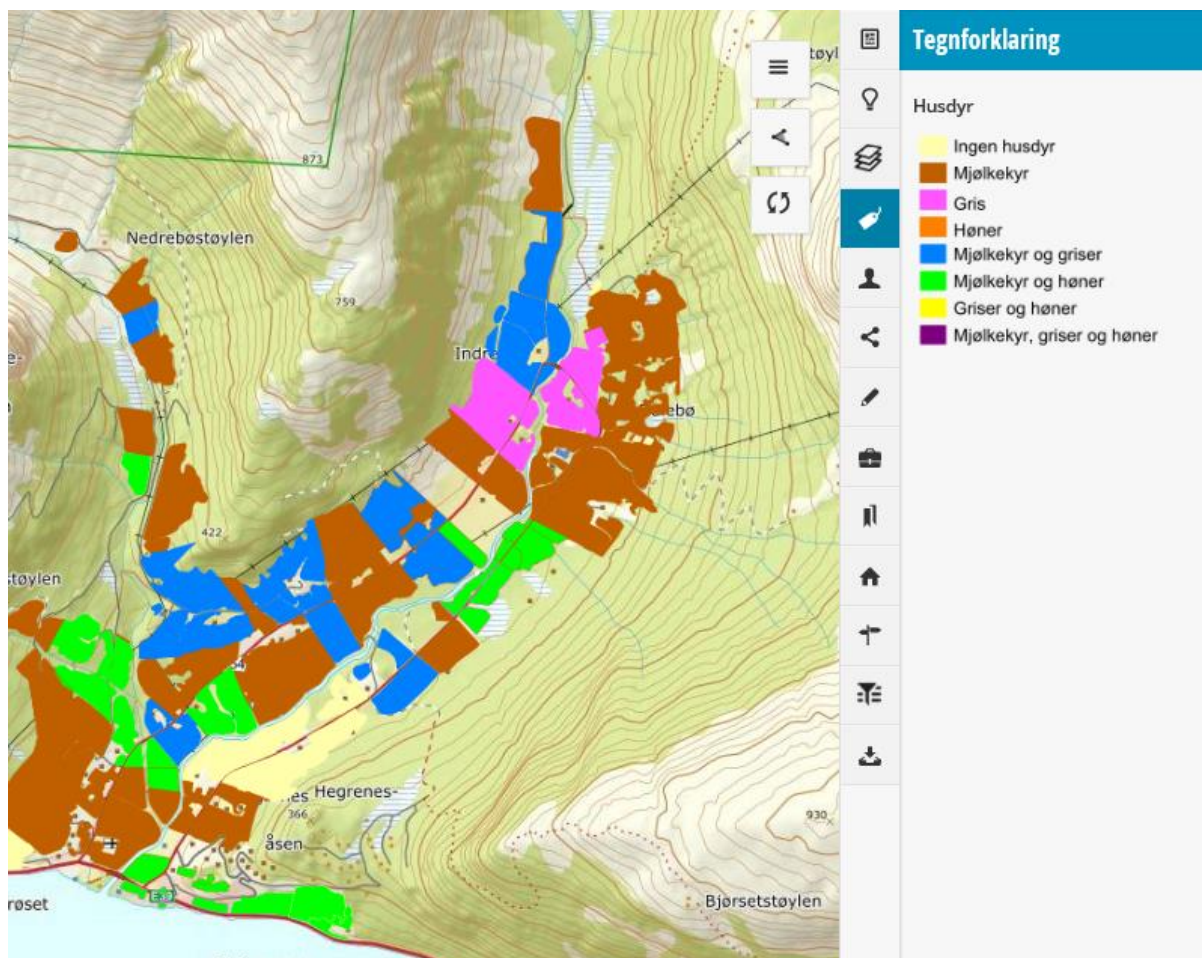 Tegnforklaring
Husdyr
Ingen husdyr
Mjølkekyr
Gris
Høner
Mjølkekyr og griser
Mjølkekyr og høner
Griser og høner
Mjølkekyr, griser og høner
873
Nedrebøstøylen
759
422
støylen
Hegrenes-
366
åsen
930
Bjørsetstøylen
røset